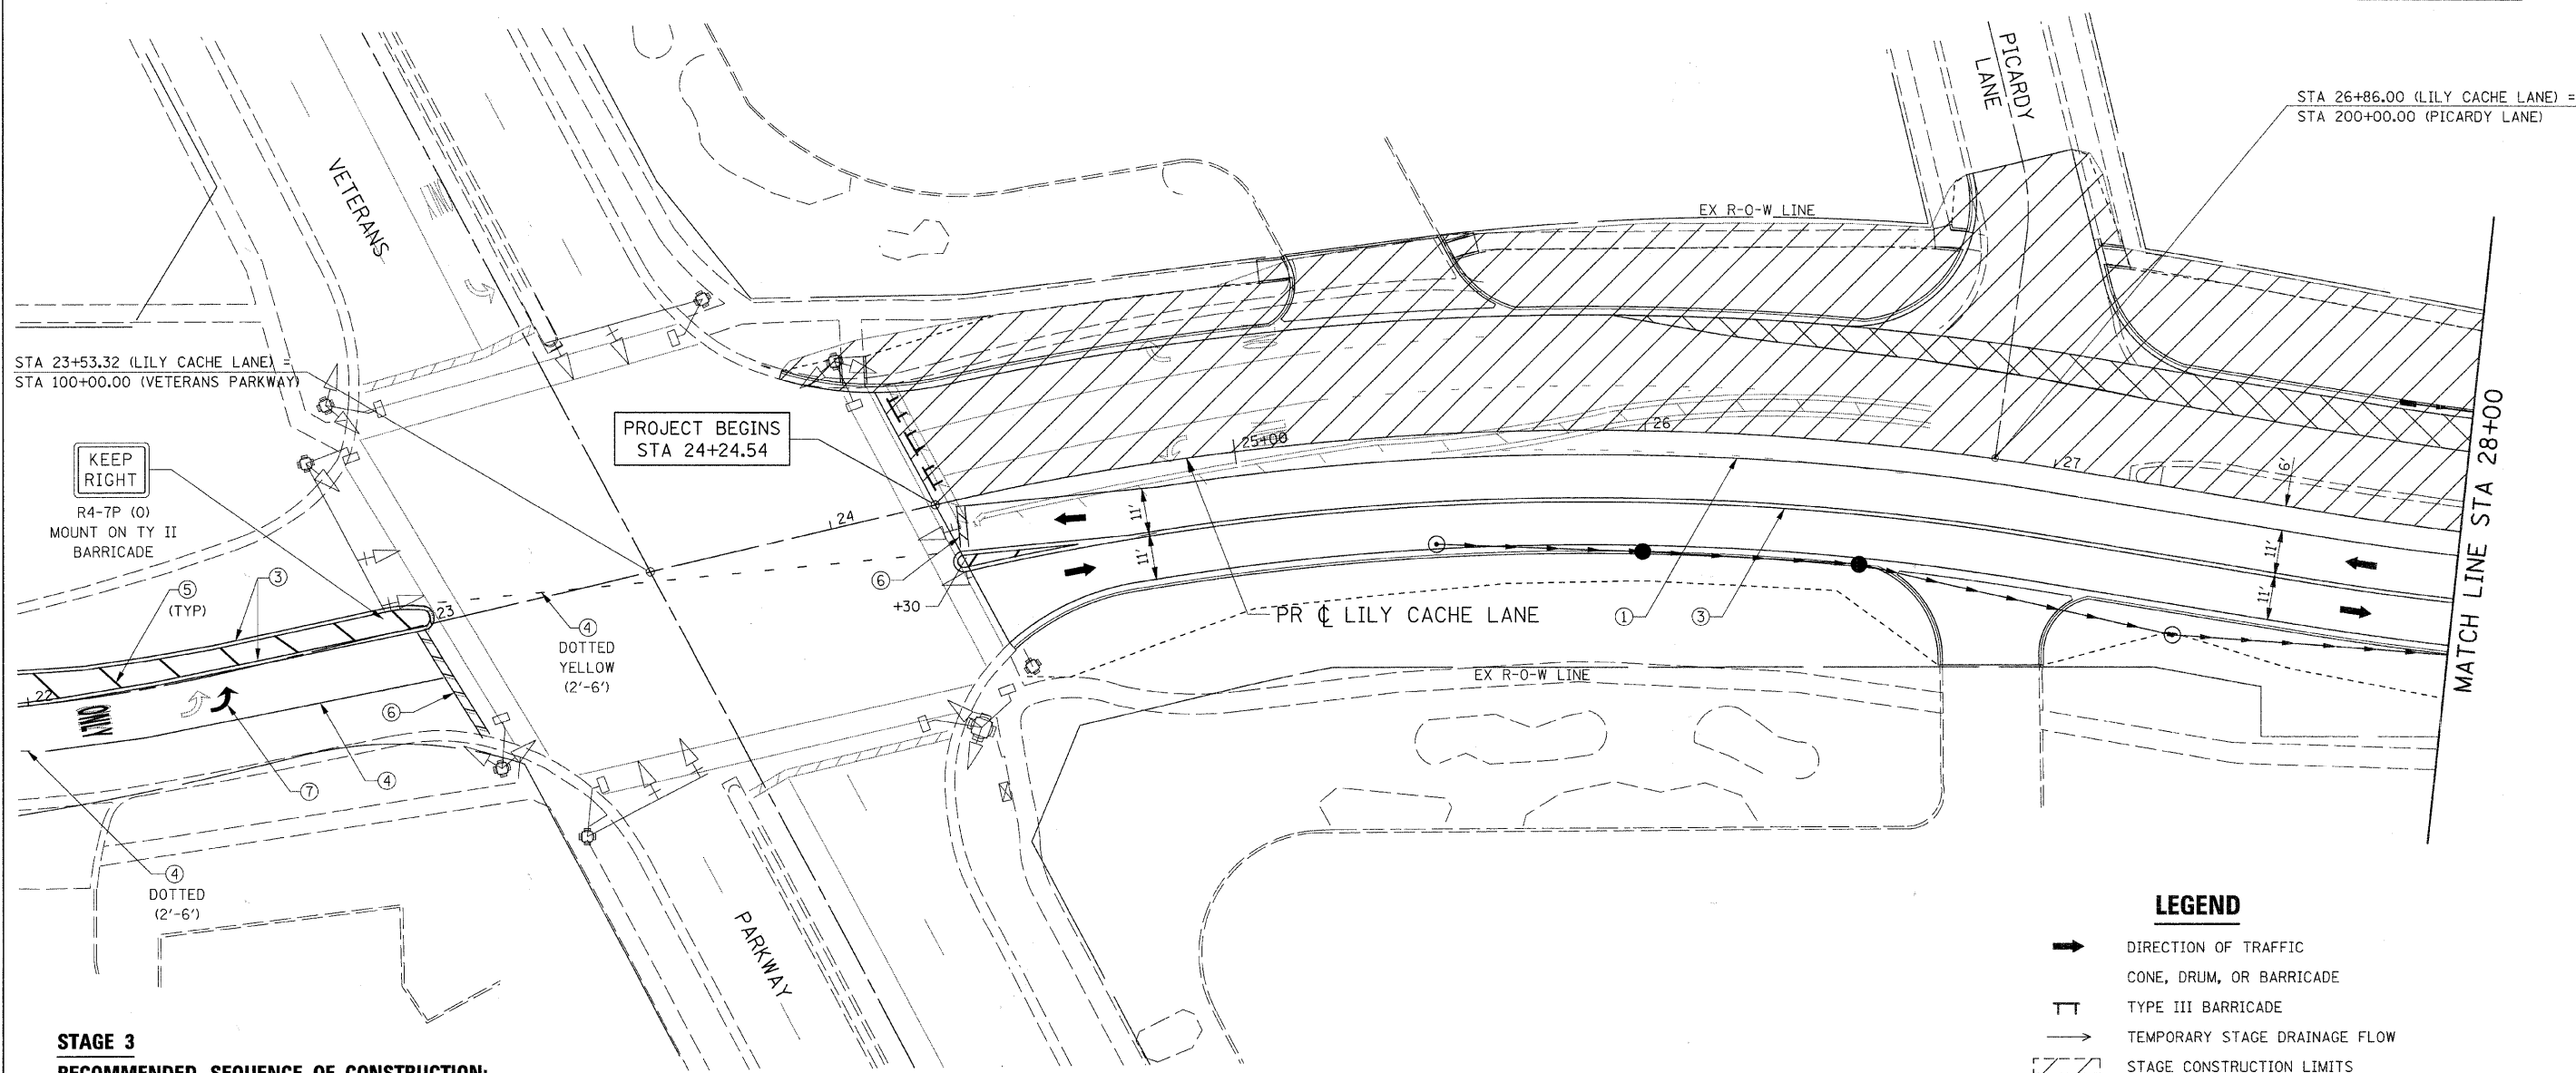 PICARDY
LANE
STA 26+86.00 (LILY CACHE LANE) =
STA 200+00.00 (PICARDY LANE)
VETERANS
EX R-O-W LINE
STA 23+53.32 (LILY CACHE LANE) =
STA 100+00.00 (VETERANS PARKWAY)
PROJECT BEGINS
STA 24+24.54
KEEP
RIGHT
R4-7P (O)
MOUNT ON TY II
BARRICADE
25+00
26
27
6'
24
11'
11'
11'
11'
MATCH LINE STA 28+00
3
5
(TYP)
6
+30
23
4
DOTTED
YELLOW
(2'-6')
PR ℄ LILY CACHE LANE
1
3
EX R-O-W LINE
22
ONLY
6
7
4
4
DOTTED
(2'-6')
PARKWAY
LEGEND
DIRECTION OF TRAFFIC
CONE, DRUM, OR BARRICADE
TYPE III BARRICADE
TEMPORARY STAGE DRAINAGE FLOW
STAGE CONSTRUCTION LIMITS
STAGE 3
RECOMMENDED SEQUENCE OF CONSTRUCTION: